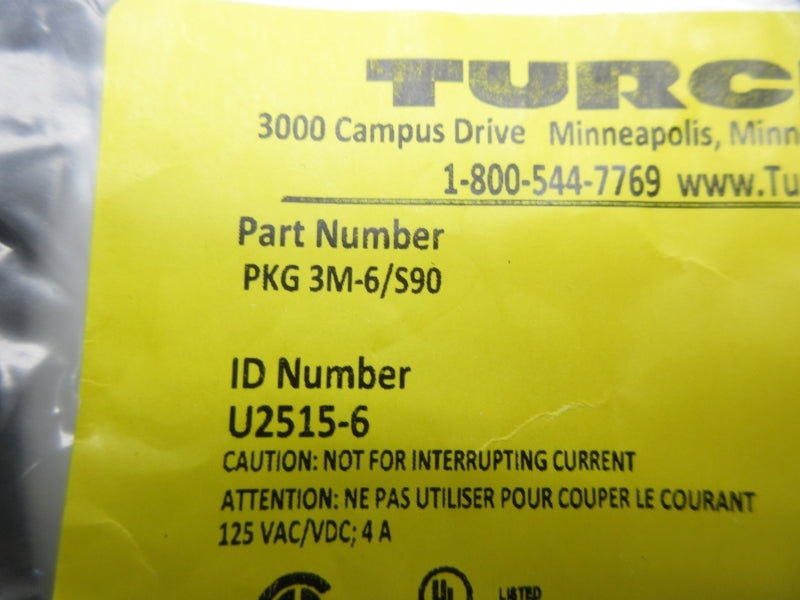 TURC
3000 Campus Drive Minneapolis, Minn
1-800-544-7769 www.Tu
Part Number
PKG 3M-6/S90
ID Number
U2515-6
CAUTION: NOT FOR INTERRUPTING CURRENT
ATTENTION: NE PAS UTILISER POUR COUPER LE COURANT
125 VAC/VDC; 4 A
UL LISTED